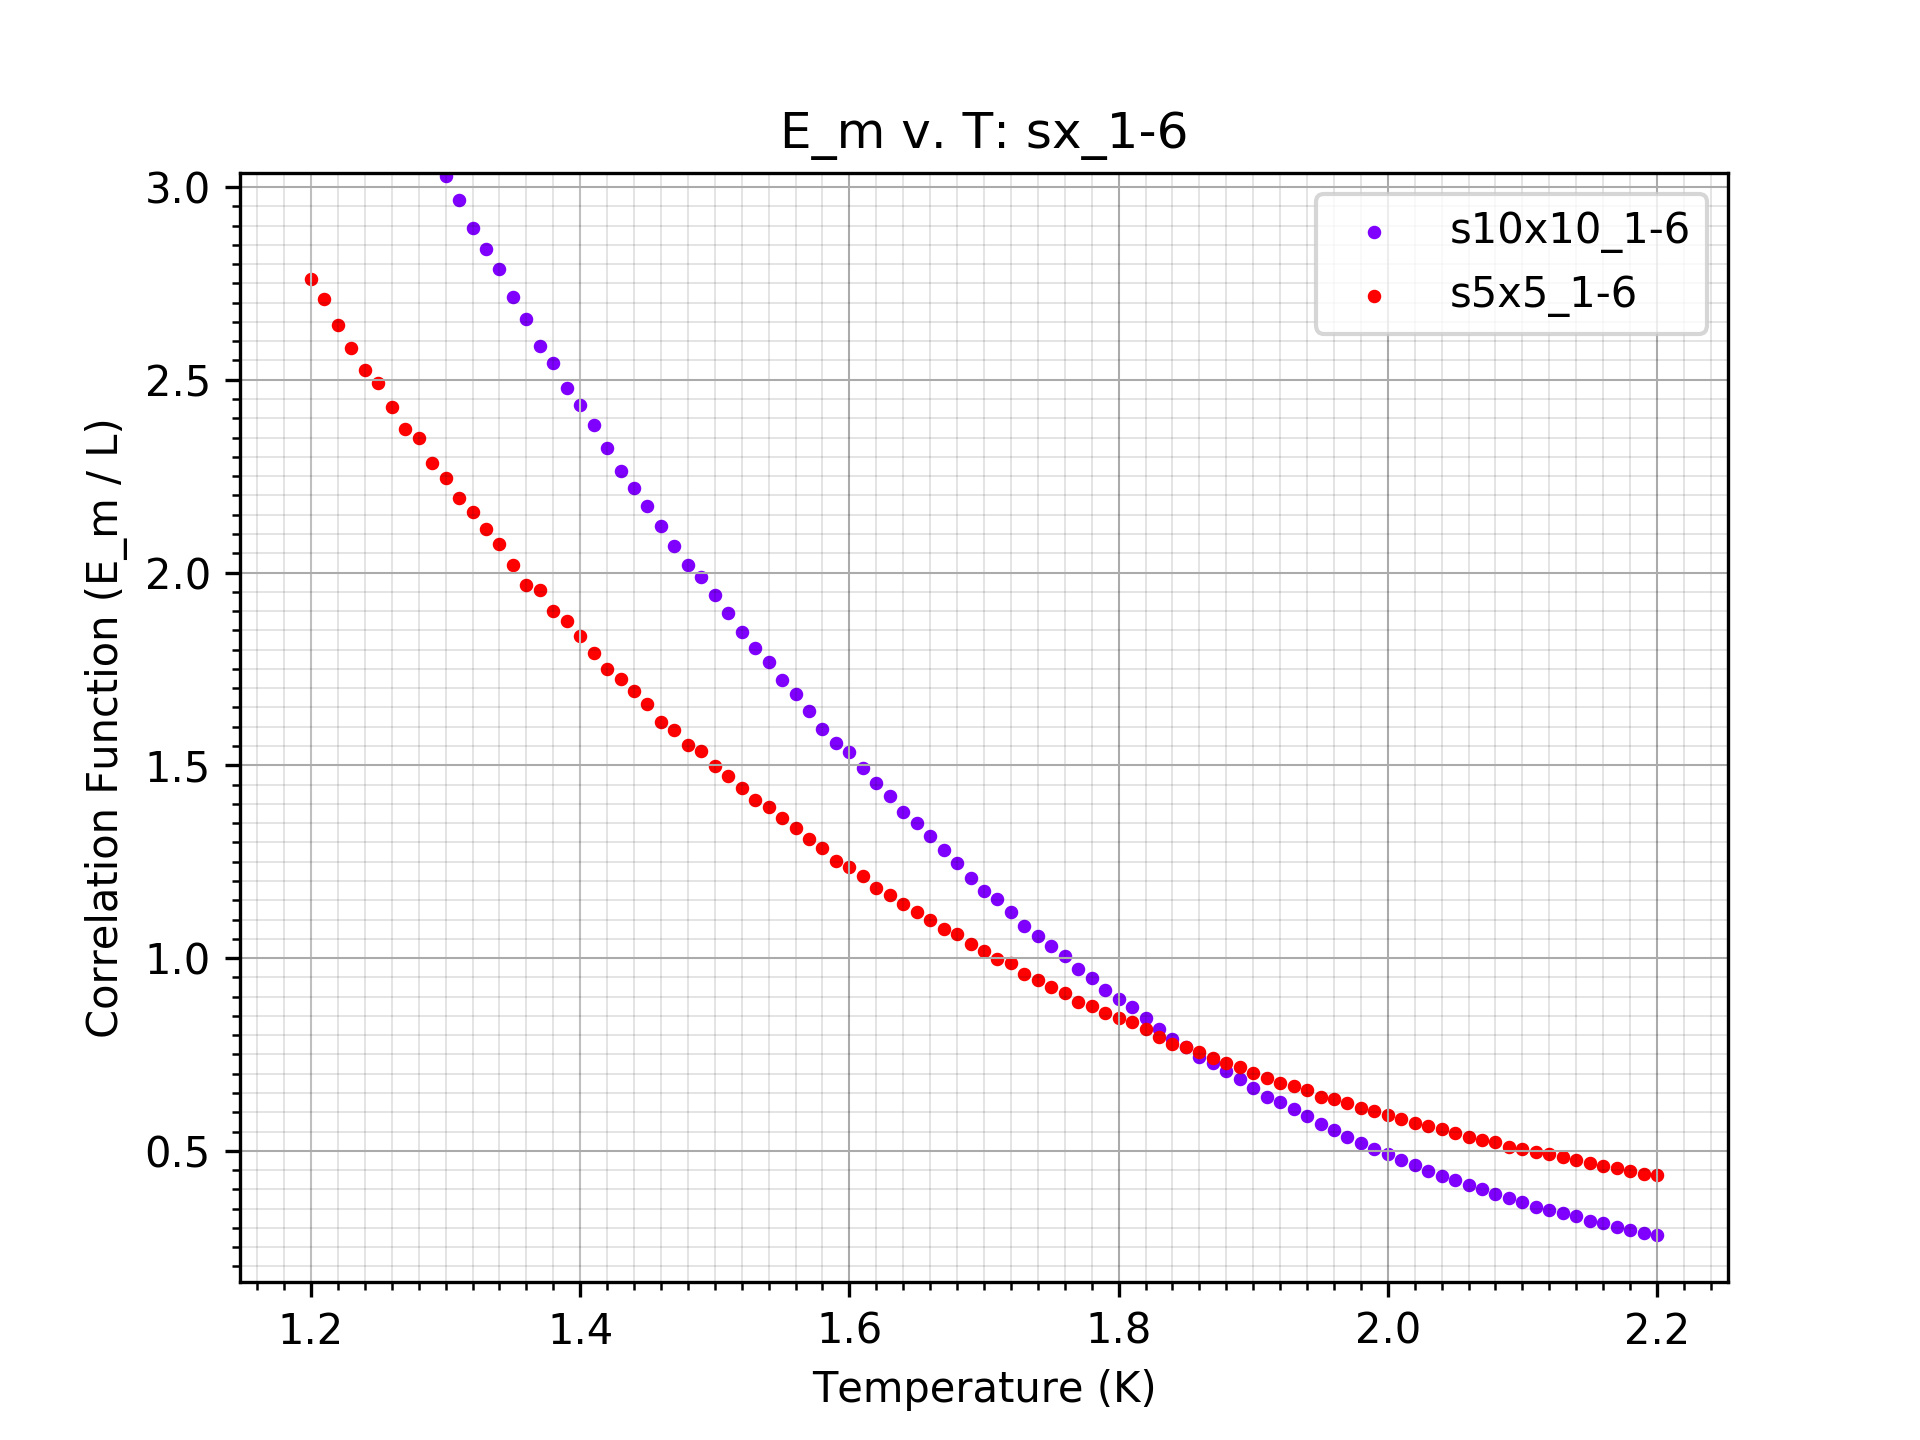 E_m v. T: sx_1-6
s10x10_1-6
s5x5_1-6
Correlation Function (E_m / L)
3.0
2.5
2.0
1.5
1.0
0.5
1.2 1.4 1.6 1.8 2.0 2.2
Temperature (K)